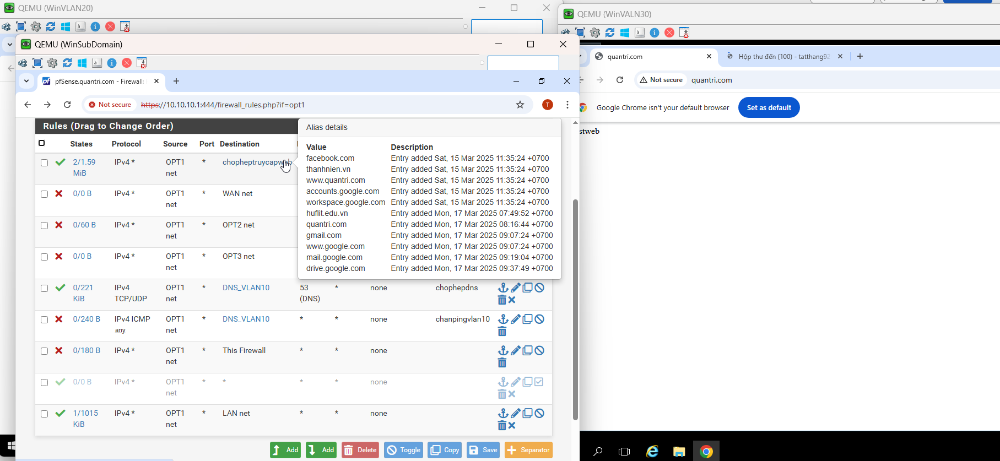 QEMU (WinVLAN20)
QEMU (WinVALN30)
QEMU (WinSubDomain)
quantri.com
Hộp thư đến (100) - tatthang92
pfSense.quantri.com - Firewall:
Not secure
quantri.com
Not secure
https://10.10.10.1:444/firewall_rules.php?if=opt1
T
Google Chrome isn't your default browser
Set as default
stweb
Rules (Drag to Change Order)
Alias details
States Protocol Source Port Destination
Value Description
facebook.com Entry added Sat, 15 Mar 2025 11:35:24 +0700
thanhnien.vn Entry added Sat, 15 Mar 2025 11:35:24 +0700
www.quantri.com Entry added Sat, 15 Mar 2025 11:35:24 +0700
accounts.google.com Entry added Sat, 15 Mar 2025 11:35:24 +0700
workspace.google.com Entry added Sat, 15 Mar 2025 11:35:24 +0700
huflit.edu.vn Entry added Mon, 17 Mar 2025 07:49:52 +0700
quantri.com Entry added Mon, 17 Mar 2025 08:16:44 +0700
gmail.com Entry added Mon, 17 Mar 2025 09:07:24 +0700
www.google.com Entry added Mon, 17 Mar 2025 09:07:24 +0700
mail.google.com Entry added Mon, 17 Mar 2025 09:19:04 +0700
drive.google.com Entry added Mon, 17 Mar 2025 09:37:49 +0700
2/1.59 IPv4 * OPT1 * chopheptruycapweb
MiB net
0/0 B IPv4 * OPT1 * WAN net
net
0/60 B IPv4 * OPT1 * OPT2 net
net
0/0 B IPv4 * OPT1 * OPT3 net
net
0/221 IPv4 OPT1 * DNS_VLAN10 53 * none chophepdns
KiB TCP/UDP net (DNS)
0/240 B IPv4 ICMP OPT1 * DNS_VLAN10 * * none chanpingvlan10
any net
0/180 B IPv4 * OPT1 * This Firewall * * none
net
0/0 B IPv4 * OPT1 * * * * none
net
1/1015 IPv4 * OPT1 * LAN net * * none
KiB net
Add Add Delete Toggle Copy Save Separator